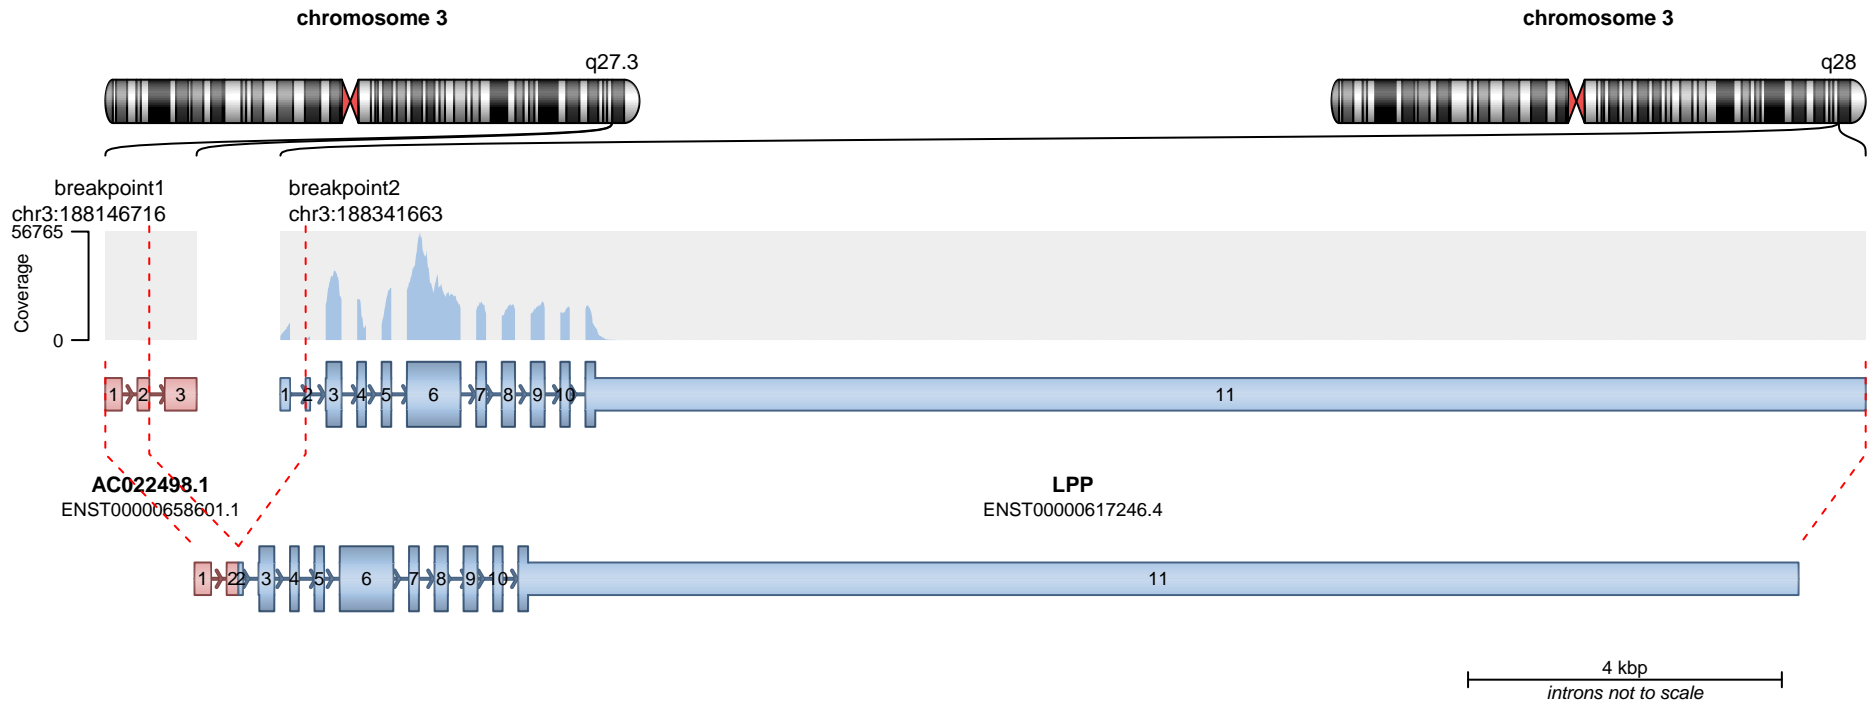 chromosome 3
chromosome 3
q27.3
q28
breakpoint1
chr3:188146716
breakpoint2
chr3:188341663
56765
Coverage
0
1 2 3
1 2 3 4 5 6 7 8 9 10 11
AC022498.1
ENST00000658601.1
LPP
ENST00000617246.4
1 2 2 3 4 5 6 7 8 9 10 11
4 kbp
introns not to scale